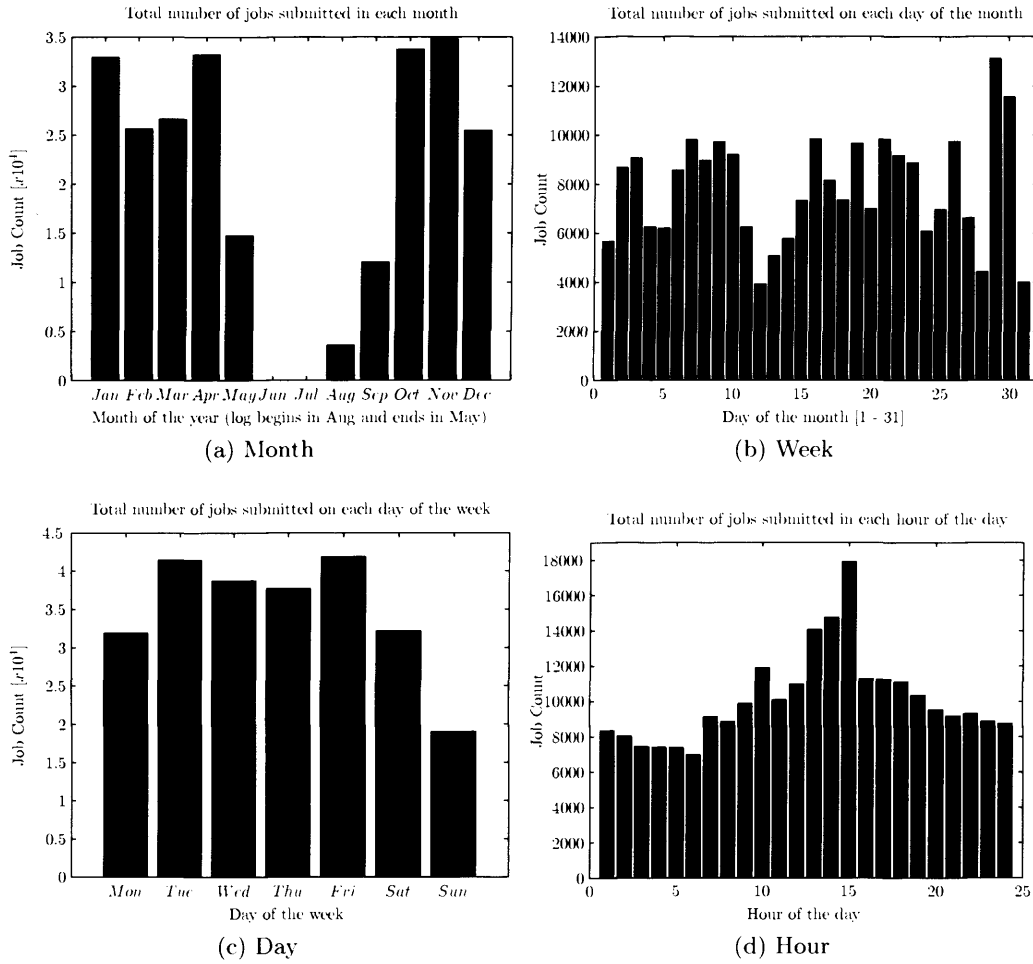 Total number of jobs submitted in each month
3.5
3
2.5
2
1.5
1
0.5
0
Job Count [x10¹]
Jan Feb Mar Apr May Jun Jul Aug Sep Oct Nov Dec
Month of the year (log begins in Aug and ends in May)
(a) Month
Total number of jobs submitted on each day of the month
14000
12000
10000
8000
6000
4000
2000
0
Job Count
0 5 10 15 20 25 30
Day of the month [1 - 31]
(b) Week
Total number of jobs submitted on each day of the week
4.5
4
3.5
3
2.5
2
1.5
1
0.5
0
Job Count [x10¹]
Mon Tue Wed Thu Fri Sat Sun
Day of the week
(c) Day
Total number of jobs submitted in each hour of the day
18000
16000
14000
12000
10000
8000
6000
4000
2000
0
Job Count
0 5 10 15 20 25
Hour of the day
(d) Hour